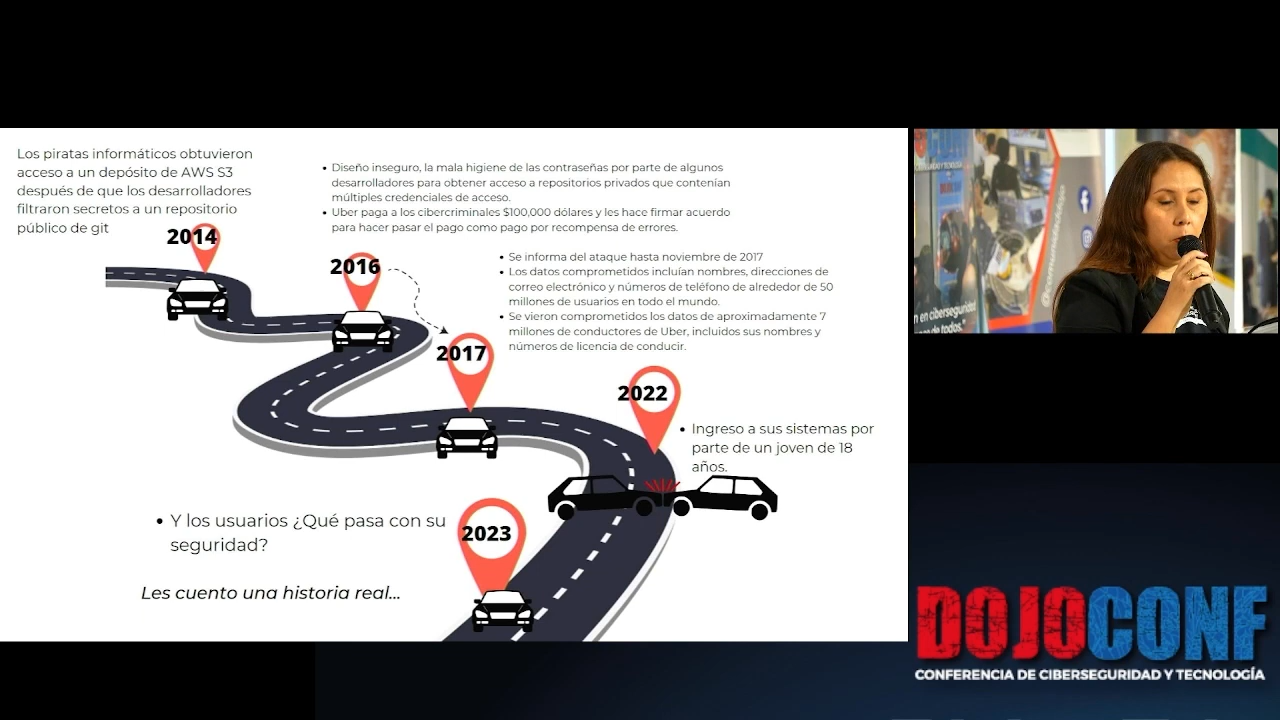 Los piratas informáticos obtuvieron
acceso a un depósito de AWS S3
después de que los desarrolladores
filtraron secretos a un repositorio
público de git
2014
• Diseño inseguro, la mala higiene de las contraseñas por parte de algunos
desarrolladores para obtener acceso a repositorios privados que contenían
múltiples credenciales de acceso.
• Uber paga a los cibercriminales $100,000 dólares y les hace firmar acuerdo
para hacer pasar el pago como pago por recompensa de errores.
2016
• Se informa del ataque hasta noviembre de 2017
• Los datos comprometidos incluían nombres, direcciones de
correo electrónico y números de teléfono de alrededor de 50
millones de usuarios en todo el mundo.
• Se vieron comprometidos los datos de aproximadamente 7
millones de conductores de Uber, incluidos sus nombres y
números de licencia de conducir.
2017
2022
• Ingreso a sus sistemas por
parte de un joven de 18
años.
• Y los usuarios ¿Qué pasa con su
seguridad?
2023
Les cuento una historia real...
en ciberseguridad
de todos."
DOJOCONF
CONFERENCIA DE CIBERSEGURIDAD Y TECNOLOGÍA